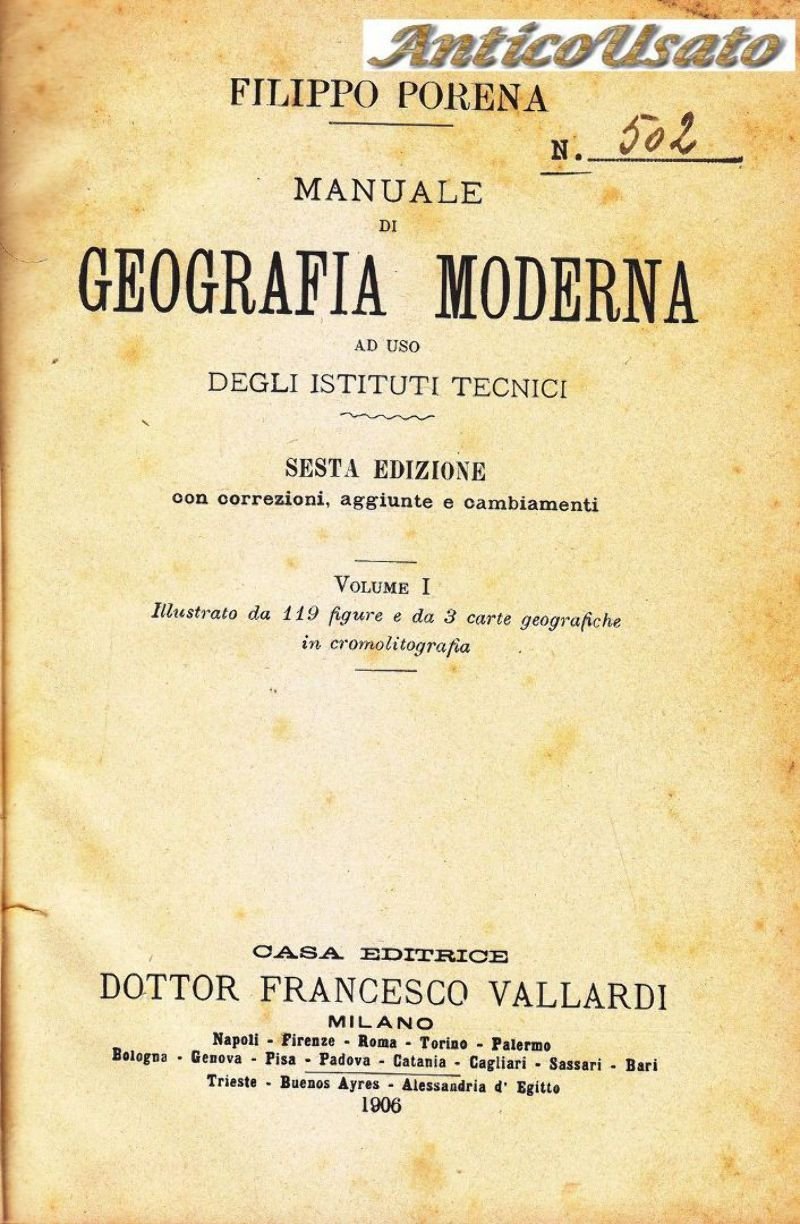 AnticoUsato
FILIPPO PORENA
N. 502
MANUALE
DI
GEOGRAFIA MODERNA
AD USO
DEGLI ISTITUTI TECNICI
SESTA EDIZIONE
con correzioni, aggiunte e cambiamenti
VOLUME I
Illustrato da 119 figure e da 3 carte geografiche
in cromolitografia
CASA EDITRICE
DOTTOR FRANCESCO VALLARDI
MILANO
Napoli - Firenze - Roma - Torino - Palermo
Bologna - Genova - Pisa - Padova - Catania - Cagliari - Sassari - Bari
Trieste - Buenos Ayres - Alessandria d' Egitto
1906